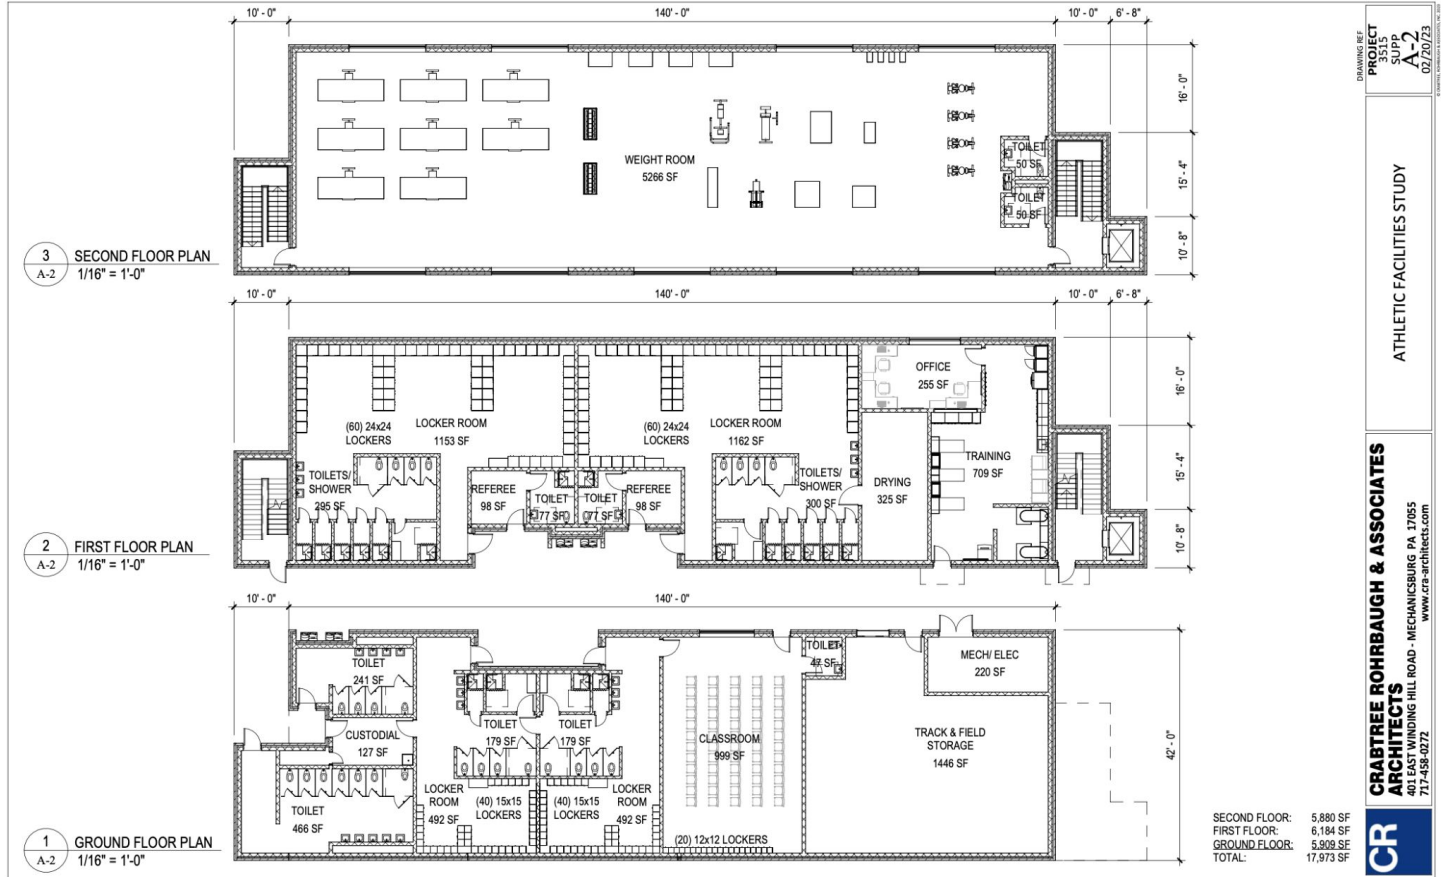 10' - 0"
140' - 0"
10' - 0"
6' - 8"
16' - 0"
15' - 4"
10' - 8"
WEIGHT ROOM
5266 SF
TOILET
50 SF
TOILET
50 SF
3
A-2
SECOND FLOOR PLAN
1/16" = 1'-0"
10' - 0"
140' - 0"
10' - 0"
6' - 8"
16' - 0"
15' - 4"
10' - 8"
(60) 24x24
LOCKERS
LOCKER ROOM
1153 SF
(60) 24x24
LOCKERS
LOCKER ROOM
1162 SF
OFFICE
255 SF
TOILETS/
SHOWER
295 SF
REFEREE
98 SF
TOILET
77 SF
TOILET
77 SF
REFEREE
98 SF
TOILETS/
SHOWER
300 SF
DRYING
325 SF
TRAINING
709 SF
2
A-2
FIRST FLOOR PLAN
1/16" = 1'-0"
10' - 0"
140' - 0"
42' - 0"
TOILET
241 SF
CUSTODIAL
127 SF
TOILET
466 SF
TOILET
179 SF
TOILET
179 SF
LOCKER
ROOM
492 SF
(40) 15x15
LOCKERS
(40) 15x15
LOCKERS
LOCKER
ROOM
492 SF
CLASSROOM
999 SF
(20) 12x12 LOCKERS
TOILET
47 SF
MECH/ ELEC
220 SF
TRACK & FIELD
STORAGE
1446 SF
1
A-2
GROUND FLOOR PLAN
1/16" = 1'-0"
SECOND FLOOR: 5,880 SF
FIRST FLOOR: 6,184 SF
GROUND FLOOR: 5,909 SF
TOTAL: 17,973 SF
DRAWING REF
PROJECT
3515
SUPP
A-2
02/20/23
ATHLETIC FACILITIES STUDY
CRABTREE ROHRBAUGH & ASSOCIATES
ARCHITECTS
401 EAST WINDING HILL ROAD - MECHANICSBURG PA 17055
717-458-0272 www.cra-architects.com
CR